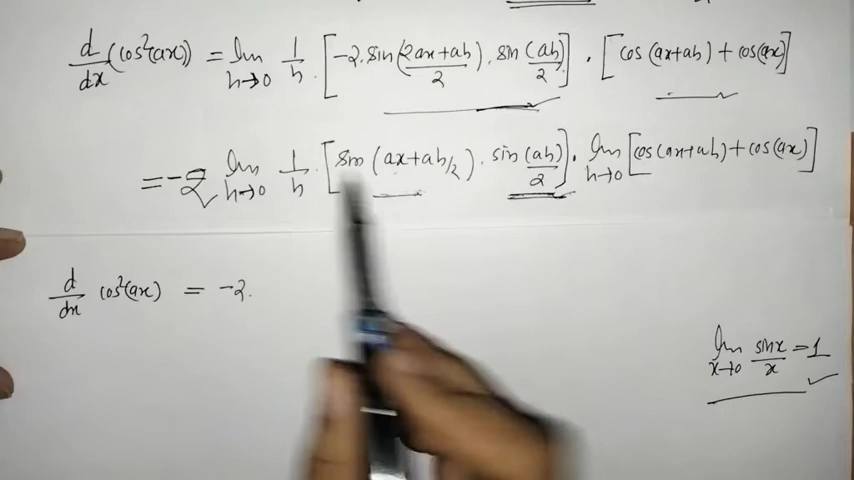 d/dx (cos²(ax)) = lim h→0 1/h · [-2·sin(2ax+ah)/2) · sin(ah/2)] · [cos(ax+ah) + cos(ax)]
= -2 lim h→0 1/h · [sin(ax+ah/2) · sin(ah)/2] · lim h→0 [cos(ax+ah) + cos(ax)]
d/dx cos²(ax) = -2.
lim x→0 sinx/x = 1